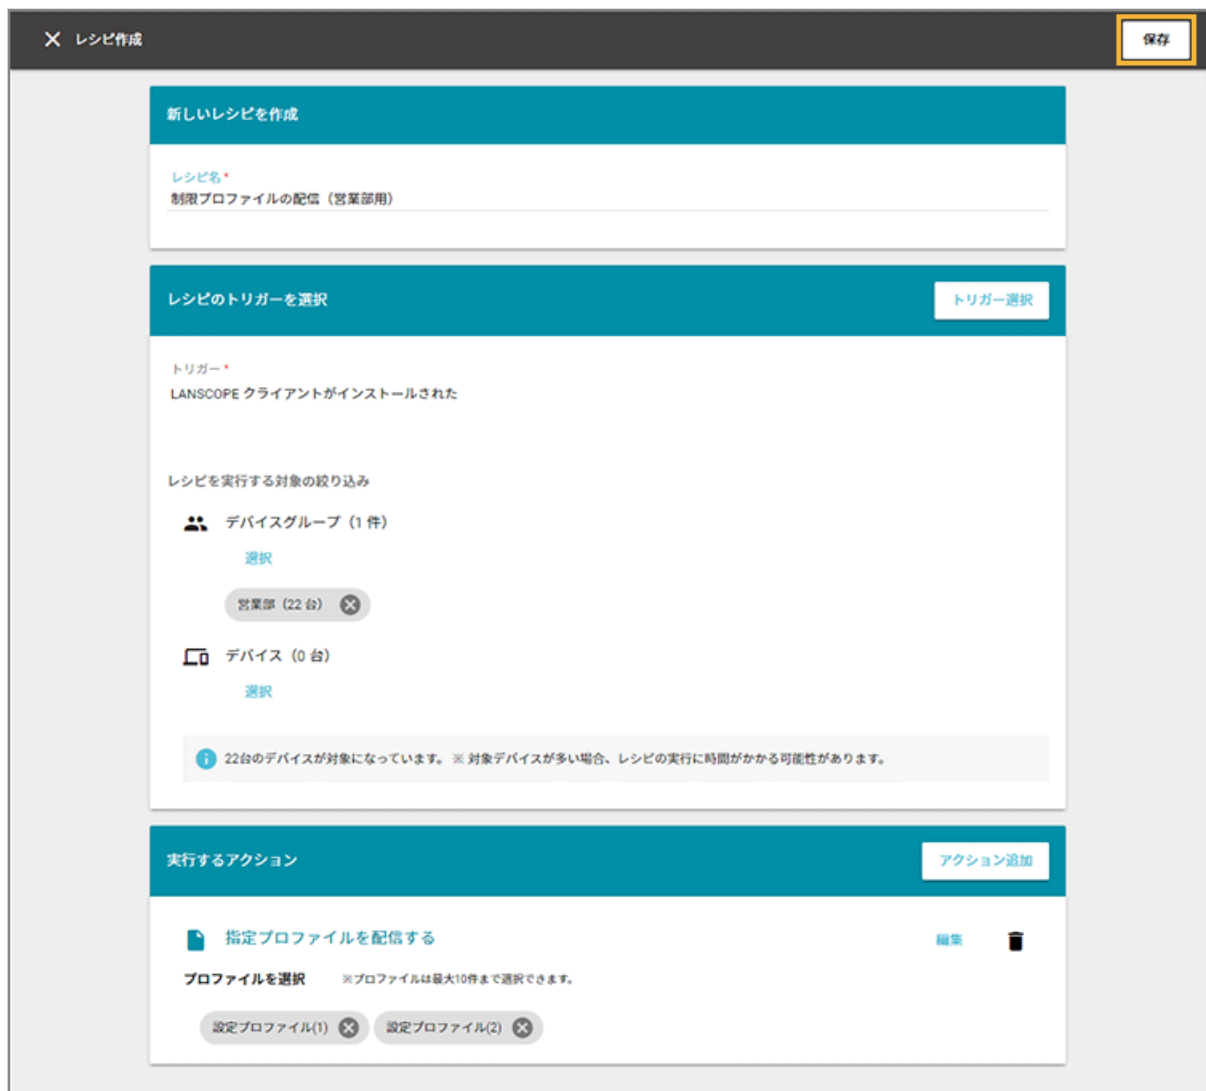 レシピ作成
保存
新しいレシピを作成
レシピ名*
制限プロファイルの配信（営業部用）
レシピのトリガーを選択
トリガー選択
トリガー*
LANSCOPE クライアントがインストールされた
レシピを実行する対象の絞り込み
デバイスグループ（1 件）
選択
営業部（22 台）
デバイス（0 台）
選択
22台のデバイスが対象になっています。 ※ 対象デバイスが多い場合、レシピの実行に時間がかかる可能性があります。
実行するアクション
アクション追加
指定プロファイルを配信する
編集
プロファイルを選択 ※プロファイルは最大10件まで選択できます。
設定プロファイル(1) 設定プロファイル(2)